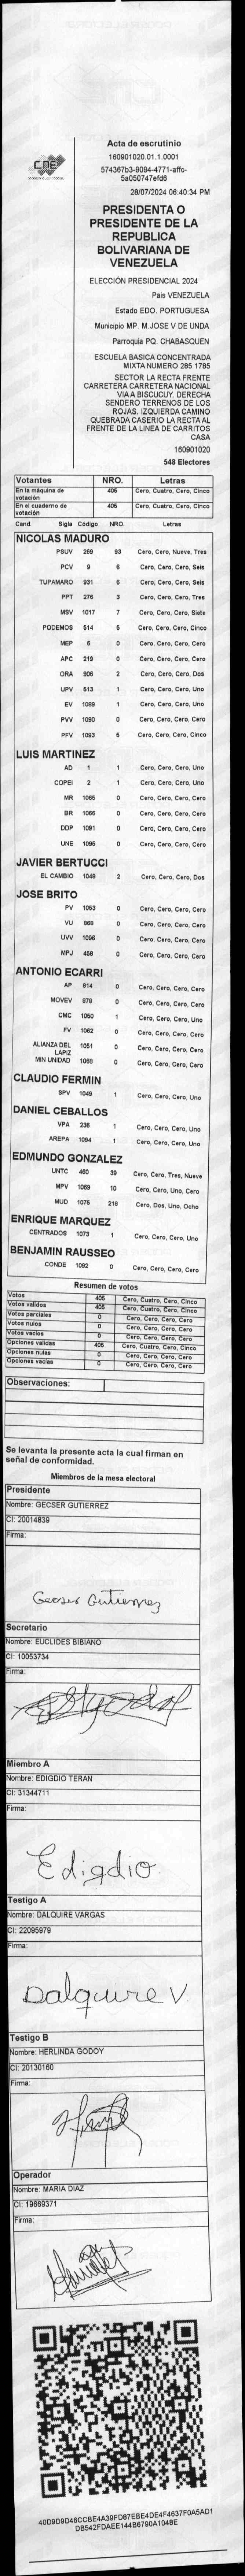 Acta de escrutinio
160901020.01.1.0001
574367b3-9094-4771-affc-
5a050747efd6
28/07/2024 06:40:34 PM
CNE
PRESIDENTA O
PRESIDENTE DE LA
REPUBLICA
BOLIVARIANA DE
VENEZUELA
ELECCIÓN PRESIDENCIAL 2024
País VENEZUELA
Estado EDO. PORTUGUESA
Municipio MP. M.JOSE V DE UNDA
Parroquia PQ. CHABASQUEN
ESCUELA BASICA CONCENTRADA
MIXTA NUMERO 285 1785
SECTOR LA RECTA FRENTE
CARRETERA CARRETERA NACIONAL
VIA A BISCUCUY. DERECHA
SENDERO TERRENOS DE LOS
ROJAS. IZQUIERDA CAMINO
QUEBRADA CASERIO LA RECTA AL
FRENTE DE LA LINEA DE CARRITOS
CASA
160901020
548 Electores
Votantes NRO. Letras
En la máquina de votación 405 Cero, Cuatro, Cero, Cinco
En el cuaderno de votación 405 Cero, Cuatro, Cero, Cinco
Cand. Sigla Código NRO. Letras
NICOLAS MADURO
PSUV 269 93 Cero, Cero, Nueve, Tres
PCV 9 6 Cero, Cero, Cero, Seis
TUPAMARO 931 6 Cero, Cero, Cero, Seis
PPT 276 3 Cero, Cero, Cero, Tres
MSV 1017 7 Cero, Cero, Cero, Siete
PODEMOS 514 5 Cero, Cero, Cero, Cinco
MEP 6 0 Cero, Cero, Cero, Cero
APC 219 0 Cero, Cero, Cero, Cero
ORA 906 2 Cero, Cero, Cero, Dos
UPV 513 1 Cero, Cero, Cero, Uno
EV 1089 1 Cero, Cero, Cero, Uno
PVV 1090 0 Cero, Cero, Cero, Cero
PFV 1093 5 Cero, Cero, Cero, Cinco
LUIS MARTINEZ
AD 1 1 Cero, Cero, Cero, Uno
COPEI 2 1 Cero, Cero, Cero, Uno
MR 1065 0 Cero, Cero, Cero, Cero
BR 1066 0 Cero, Cero, Cero, Cero
DDP 1091 0 Cero, Cero, Cero, Cero
UNE 1095 0 Cero, Cero, Cero, Cero
JAVIER BERTUCCI
EL CAMBIO 1048 2 Cero, Cero, Cero, Dos
JOSE BRITO
PV 1053 0 Cero, Cero, Cero, Cero
VU 868 0 Cero, Cero, Cero, Cero
UVV 1096 0 Cero, Cero, Cero, Cero
MPJ 458 0 Cero, Cero, Cero, Cero
ANTONIO ECARRI
AP 914 0 Cero, Cero, Cero, Cero
MOVEV 979 0 Cero, Cero, Cero, Cero
CMC 1050 1 Cero, Cero, Cero, Uno
FV 1062 0 Cero, Cero, Cero, Cero
ALIANZA DEL LAPIZ 1051 0 Cero, Cero, Cero, Cero
MIN UNIDAD 1068 0 Cero, Cero, Cero, Cero
CLAUDIO FERMIN
SPV 1049 1 Cero, Cero, Cero, Uno
DANIEL CEBALLOS
VPA 236 1 Cero, Cero, Cero, Uno
AREPA 1094 1 Cero, Cero, Cero, Uno
EDMUNDO GONZALEZ
UNTC 460 39 Cero, Cero, Tres, Nueve
MPV 1069 10 Cero, Cero, Uno, Cero
MUD 1075 218 Cero, Dos, Uno, Ocho
ENRIQUE MARQUEZ
CENTRADOS 1073 1 Cero, Cero, Cero, Uno
BENJAMIN RAUSSEO
CONDE 1092 0 Cero, Cero, Cero, Cero
Resumen de votos
Votos 405 Cero, Cuatro, Cero, Cinco
Votos validos 405 Cero, Cuatro, Cero, Cinco
Votos parciales 0 Cero, Cero, Cero, Cero
Votos nulos 0 Cero, Cero, Cero, Cero
Votos vacios 0 Cero, Cero, Cero, Cero
Opciones validas 405 Cero, Cuatro, Cero, Cinco
Opciones nulas 0 Cero, Cero, Cero, Cero
Opciones vacias 0 Cero, Cero, Cero, Cero
Observaciones:
Se levanta la presente acta la cual firman en
señal de conformidad.
Miembros de la mesa electoral
Presidente
Nombre: GECSER GUTIERREZ
CI: 20014839
Firma:
Gecser Gutierrez
Secretario
Nombre: EUCLIDES BIBIANO
CI: 10053734
Firma:
Miembro A
Nombre: EDIGDIO TERAN
CI: 31344711
Firma:
Edigdio
Testigo A
Nombre: DALQUIRE VARGAS
CI: 22095979
Firma:
Dalquire V
Testigo B
Nombre: HERLINDA GODOY
CI: 20130160
Firma:
Operador
Nombre: MARIA DIAZ
CI: 19669371
Firma:
40D9D9D46CCBE4A39FD87EBE4DE4F4637F0A5AD1
DB542FDAEE144B6790A1048E